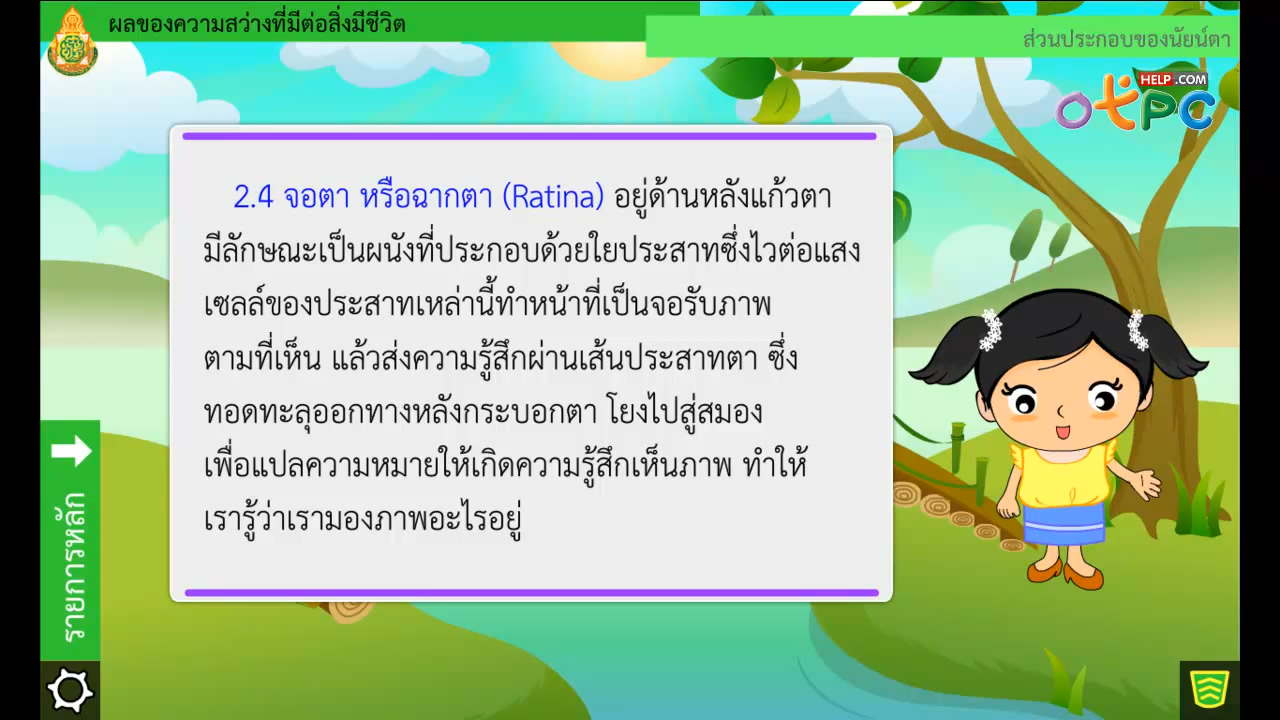 ผลของความสว่างที่มีต่อสิ่งมีชีวิต
ส่วนประกอบของนัยน์ตา
HELP .COM
OTPC
2.4 จอตา หรือฉากตา (Ratina) อยู่ด้านหลังแก้วตา
มีลักษณะเป็นผนังที่ประกอบด้วยใยประสาทซึ่งไวต่อแสง
เซลล์ของประสาทเหล่านี้ทำหน้าที่เป็นจอรับภาพ
ตามที่เห็น แล้วส่งความรู้สึกผ่านเส้นประสาทตา ซึ่ง
ทอดทะลุออกทางหลังกระบอกตา โยงไปสู่สมอง
เพื่อแปลความหมายให้เกิดความรู้สึกเห็นภาพ ทำให้
เรารู้ว่าเรามองภาพอะไรอยู่
รายการหลัก